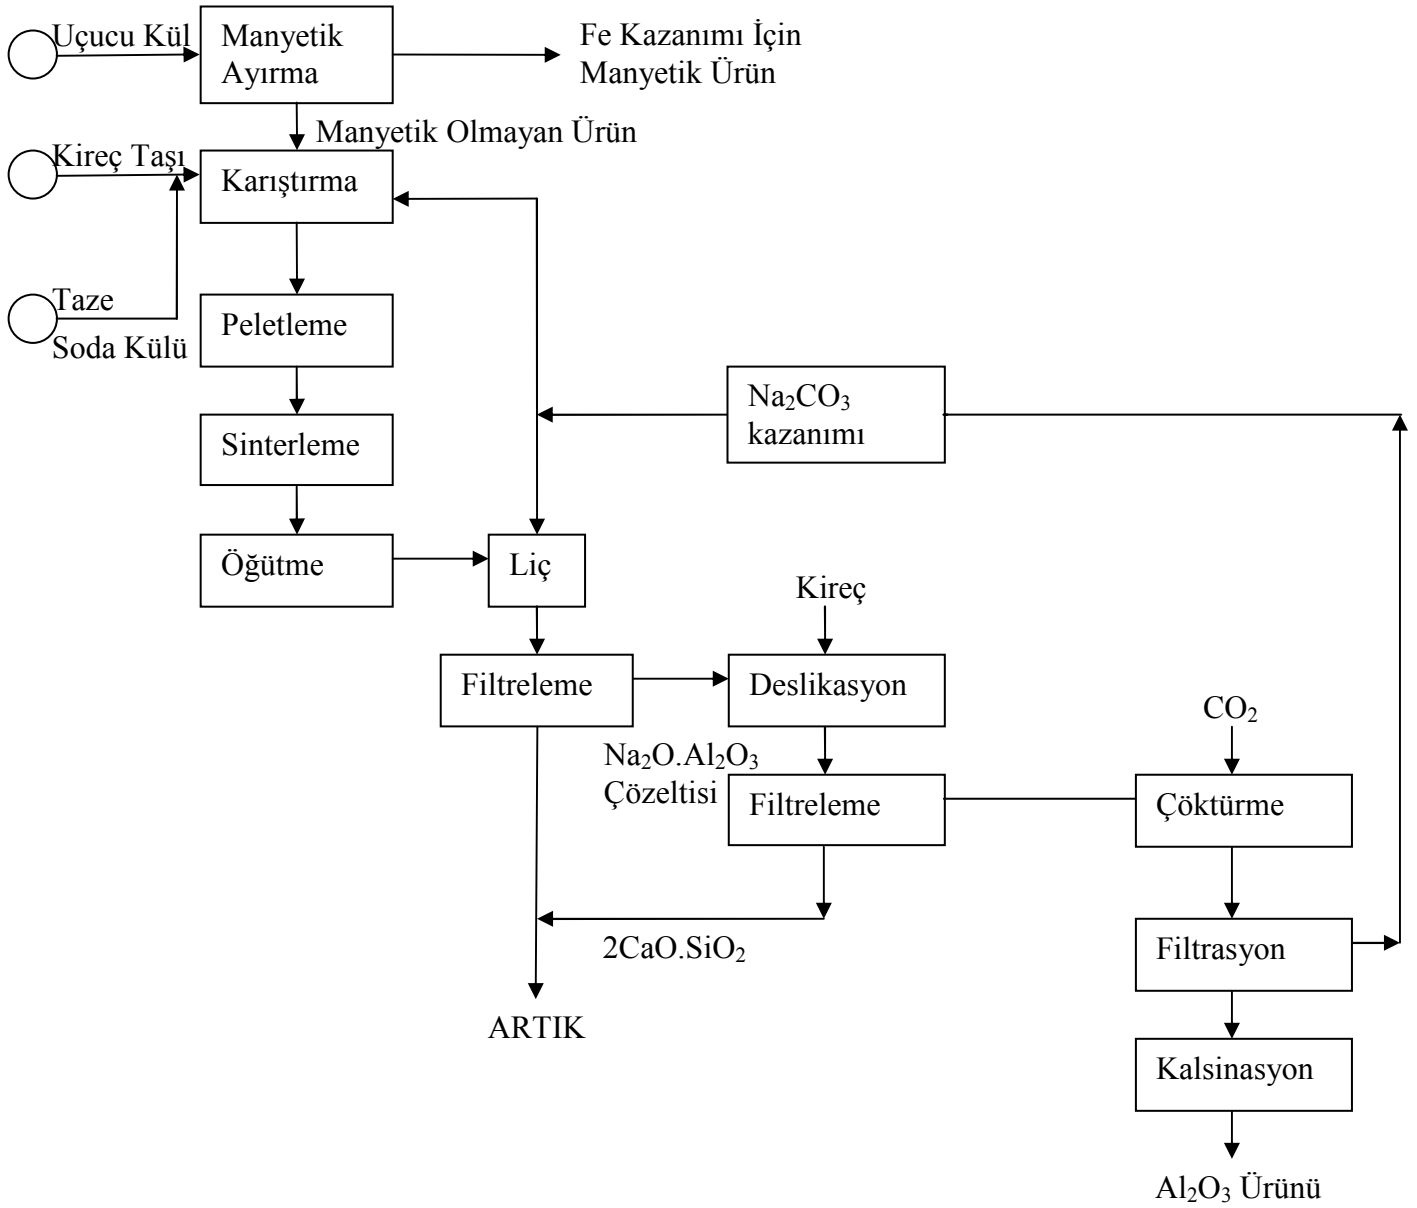 Uçucu Kül
Manyetik
Ayırma
Fe Kazanımı İçin
Manyetik Ürün
Manyetik Olmayan Ürün
Kireç Taşı
Karıştırma
Taze
Soda Külü
Peletleme
Na₂CO₃
kazanımı
Sinterleme
Öğütme
Liç
Kireç
Filtreleme
Deslikasyon
CO₂
Na₂O.Al₂O₃
Çözeltisi
Filtreleme
Çöktürme
2CaO.SiO₂
Filtrasyon
ARTIK
Kalsinasyon
Al₂O₃ Ürünü